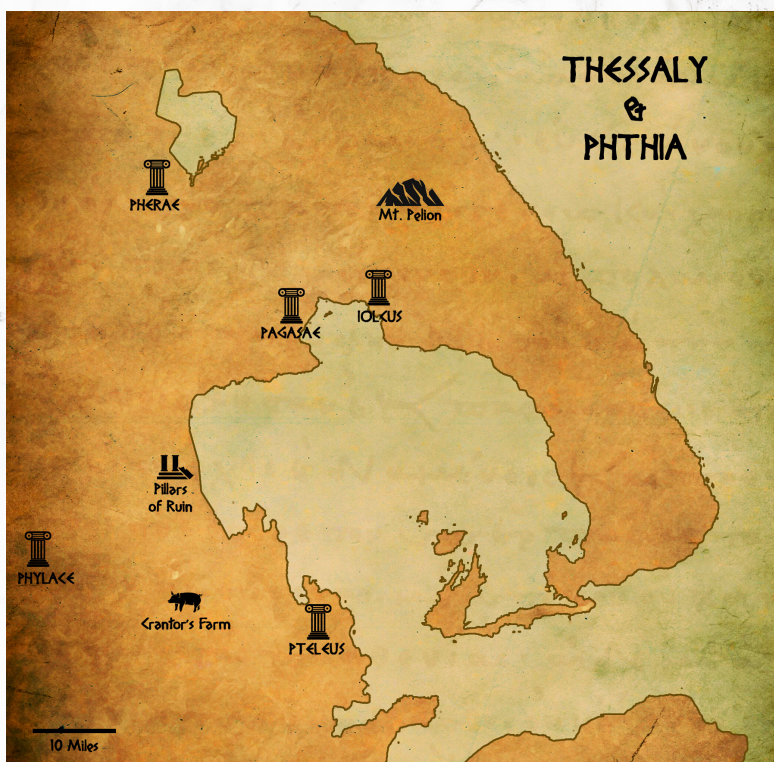 THESSALY
&
PHTHIA
PHERAE
Mt. Pelion
PAGASAE
IOLCUS
Pillars
of Ruin
PHYLACE
Crantor's Farm
PTELEUS
10 Miles